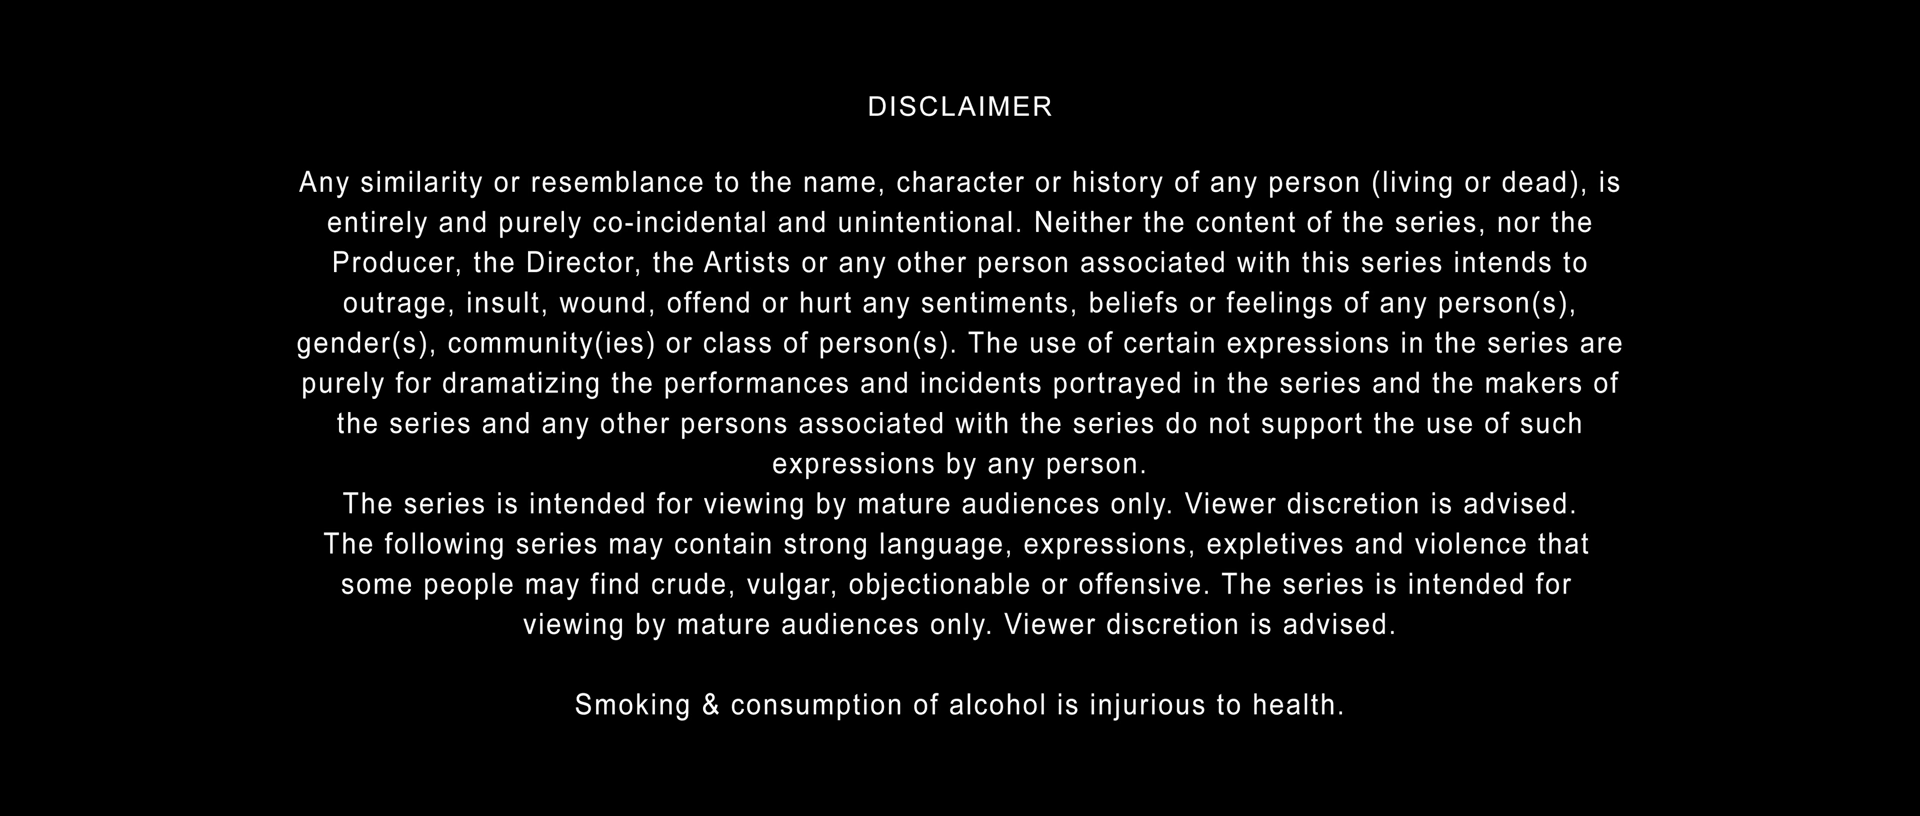 DISCLAIMER
Any similarity or resemblance to the name, character or history of any person (living or dead), is
entirely and purely co-incidental and unintentional. Neither the content of the series, nor the
Producer, the Director, the Artists or any other person associated with this series intends to
outrage, insult, wound, offend or hurt any sentiments, beliefs or feelings of any person(s),
gender(s), community(ies) or class of person(s). The use of certain expressions in the series are
purely for dramatizing the performances and incidents portrayed in the series and the makers of
the series and any other persons associated with the series do not support the use of such
expressions by any person.
The series is intended for viewing by mature audiences only. Viewer discretion is advised.
The following series may contain strong language, expressions, expletives and violence that
some people may find crude, vulgar, objectionable or offensive. The series is intended for
viewing by mature audiences only. Viewer discretion is advised.
Smoking & consumption of alcohol is injurious to health.